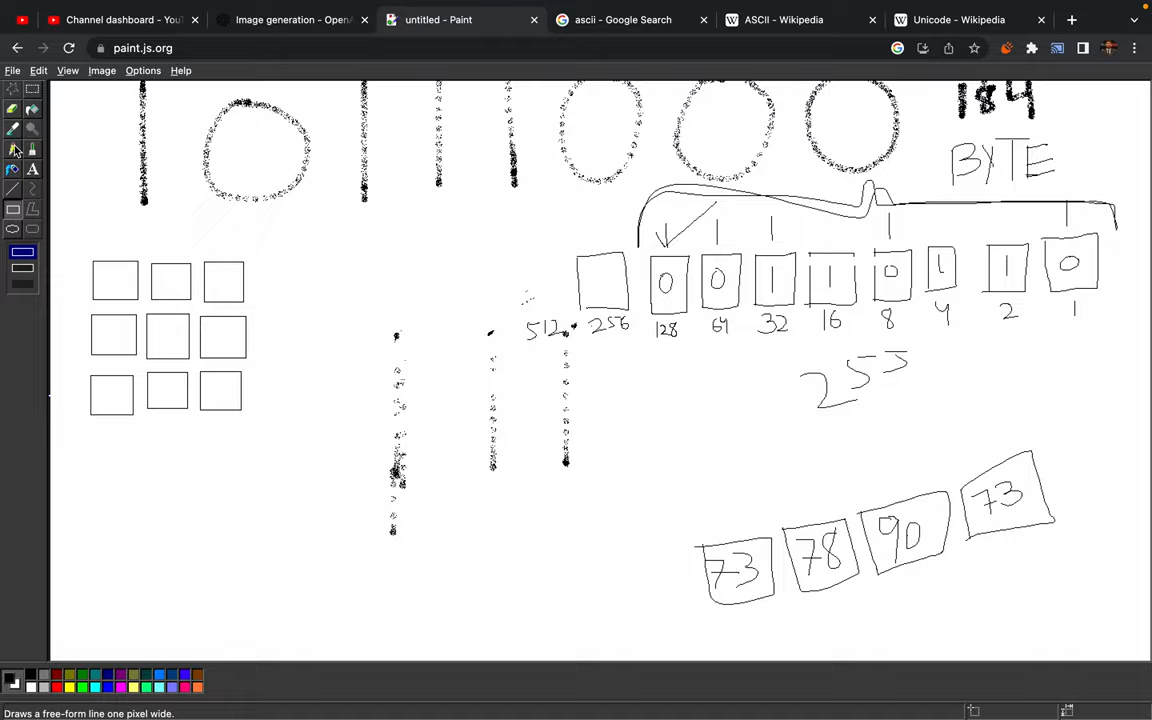 Channel dashboard - YouT
Image generation - OpenA
untitled - Paint
ascii - Google Search
ASCII - Wikipedia
Unicode - Wikipedia
paint.js.org
File Edit View Image Options Help
184
BYTE
0 0 1 1 0 1 1 0
512 256 128 64 32 16 8 4 2 1
255
73 78 90 73
Draws a free-form line one pixel wide.